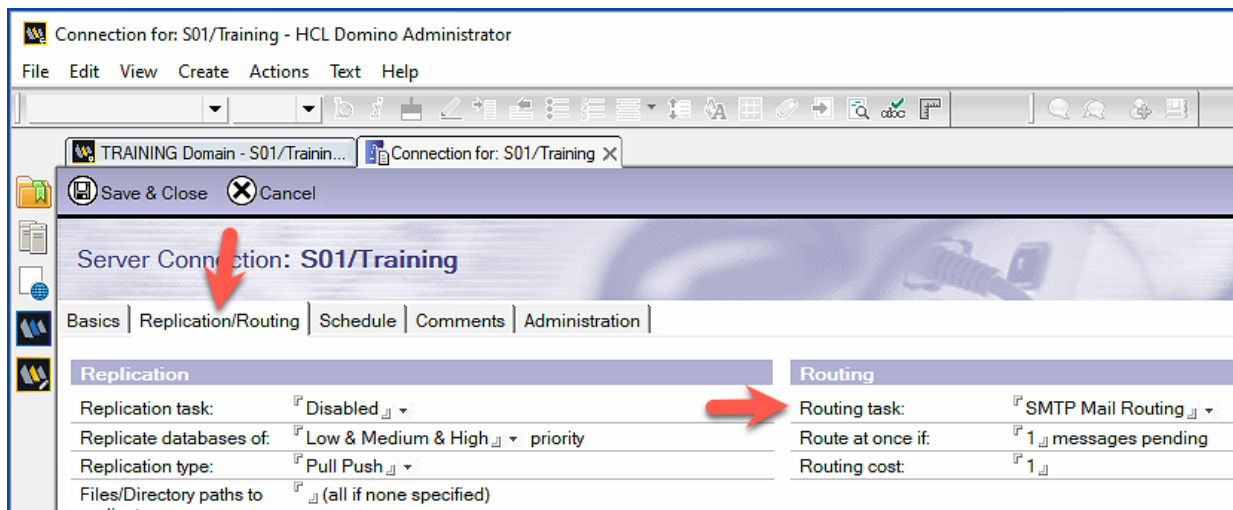 Connection for: S01/Training - HCL Domino Administrator
File Edit View Create Actions Text Help
abc
TRAINING Domain - S01/Trainin... Connection for: S01/Training
Save & Close Cancel
Server Connection: S01/Training
Basics Replication/Routing Schedule Comments Administration
Replication Routing
Replication task: Disabled Routing task: SMTP Mail Routing
Replicate databases of: Low & Medium & High priority Route at once if: 1 messages pending
Replication type: Pull Push Routing cost: 1
Files/Directory paths to (all if none specified)